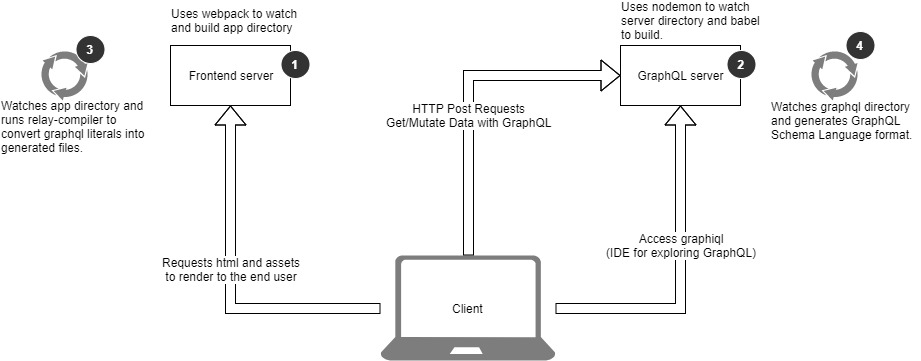 Uses webpack to watch
and build app directory
Uses nodemon to watch
server directory and babel
to build.
3
1
2
4
Frontend server
GraphQL server
Watches app directory and
runs relay-compiler to
convert graphql literals into
generated files.
HTTP Post Requests
Get/Mutate Data with GraphQL
Watches graphql directory
and generates GraphQL
Schema Language format.
Requests html and assets
to render to the end user
Access graphiql
(IDE for exploring GraphQL)
Client